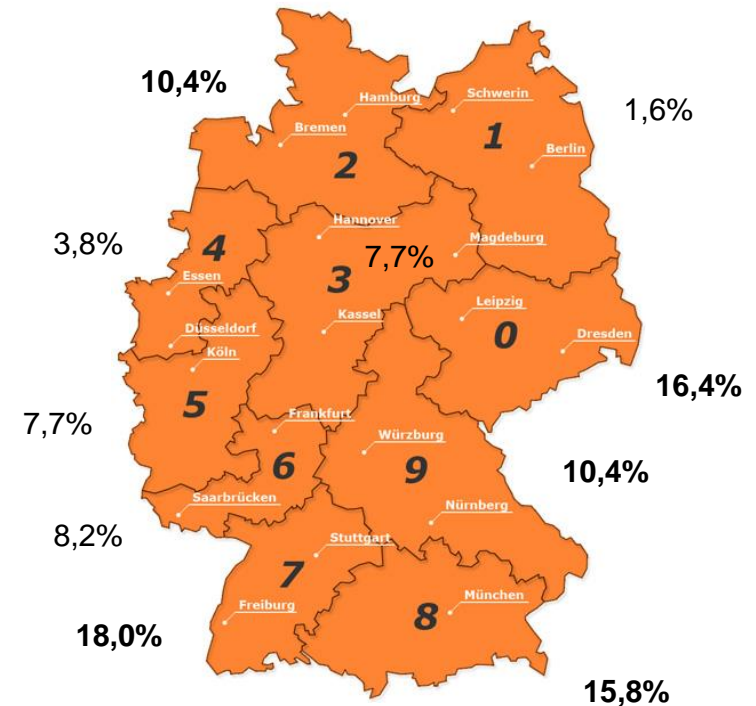 10,4%
Hamburg
Schwerin
1,6%
Bremen
1
Berlin
2
3,8%
4
Hannover
7,7%
Magdeburg
Essen
3
Leipzig
Kassel
0
Düsseldorf
Dresden
Köln
16,4%
5
7,7%
Frankfurt
Würzburg
6
9
10,4%
Saarbrücken
Nürnberg
8,2%
Stuttgart
7
München
Freiburg
8
18,0%
15,8%